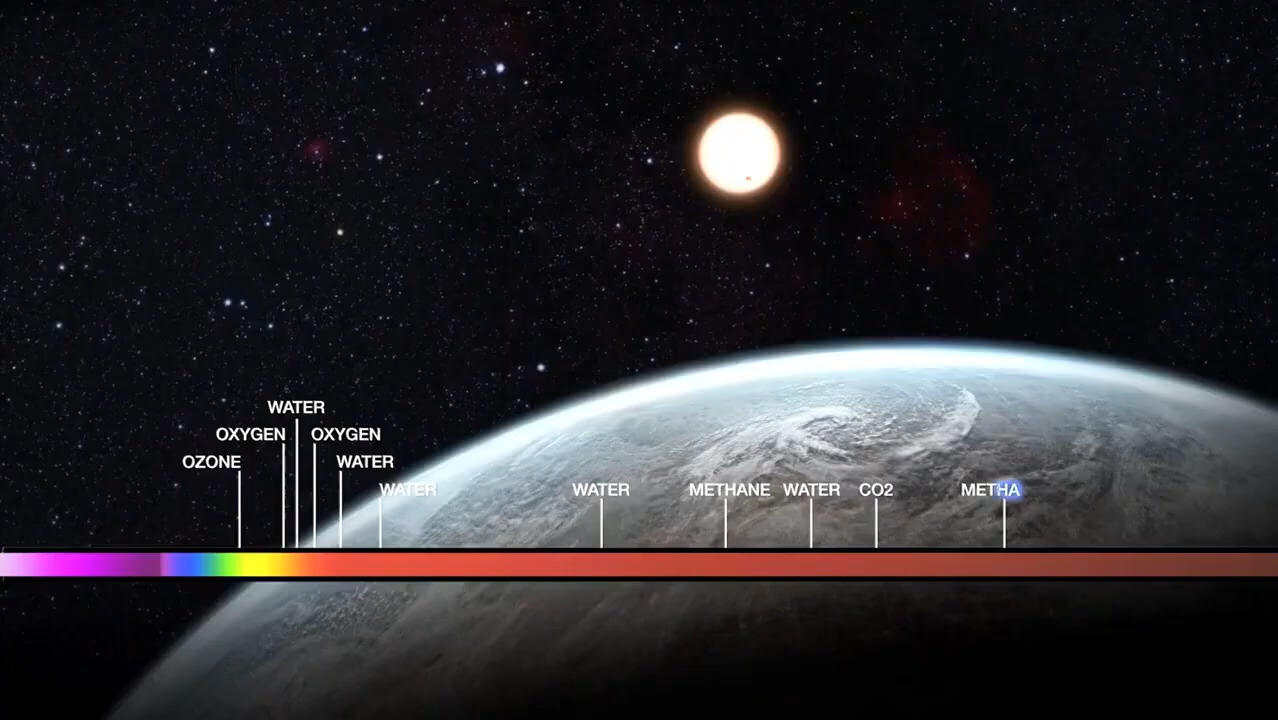 WATER
OXYGEN OXYGEN
OZONE WATER
WATER WATER METHANE WATER CO2 METHA